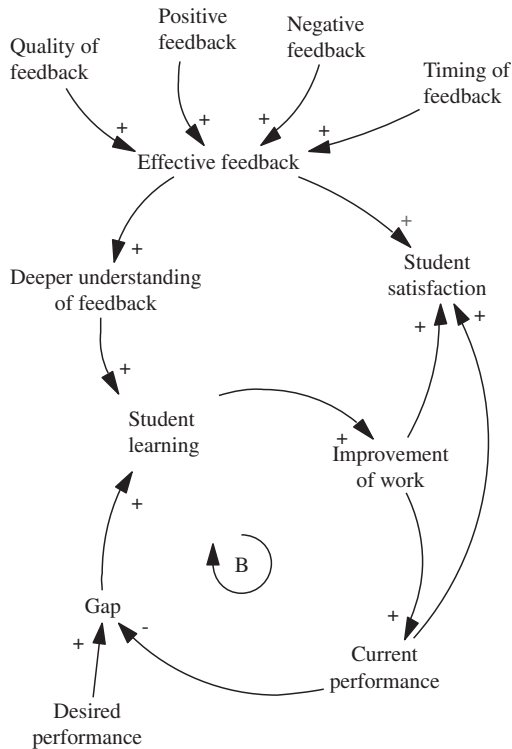 Quality of
feedback
Positive
feedback
Negative
feedback
Timing of
feedback
+
+
+
+
Effective feedback
+
+
Deeper understanding
of feedback
Student
satisfaction
+
+
+
Student
learning
+
Improvement
of work
+
B
Gap
+
-
+
Current
performance
Desired
performance